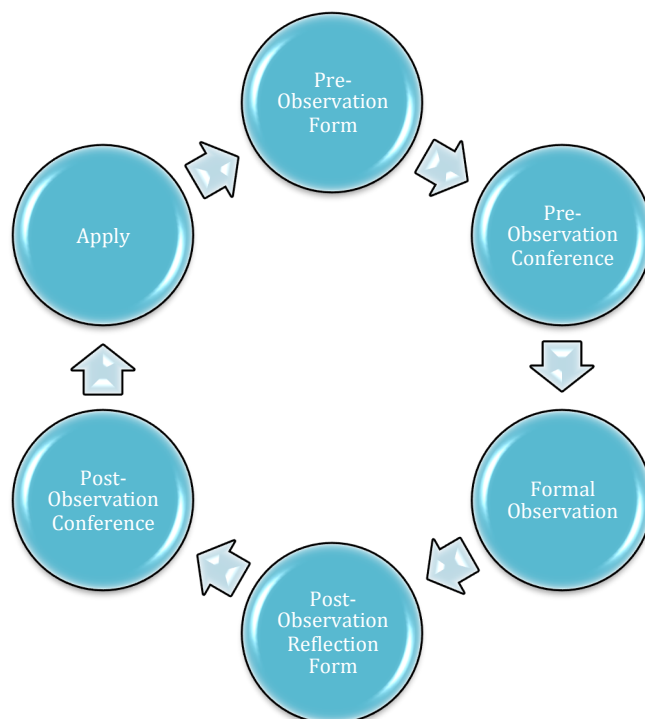 Pre-
Observation
Form
Pre-
Observation
Conference
Formal
Observation
Post-
Observation
Reflection
Form
Post-
Observation
Conference
Apply